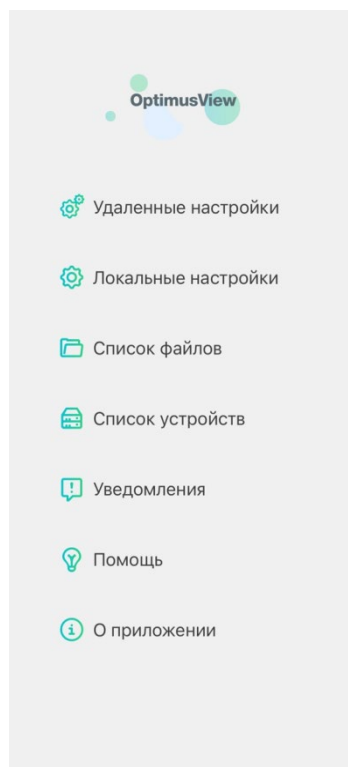 OptimusView
Удаленные настройки
Локальные настройки
Список файлов
Список устройств
Уведомления
Помощь
О приложении